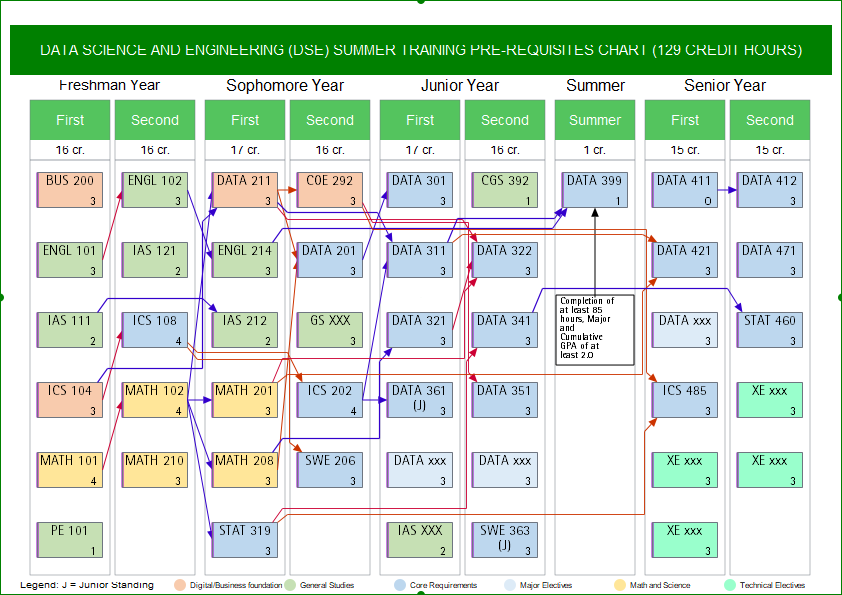 DATA SCIENCE AND ENGINEERING (DSE) SUMMER TRAINING PRE-REQUISITES CHART (129 CREDIT HOURS)
Freshman Year Sophomore Year Junior Year Summer Senior Year
First Second First Second First Second Summer First Second
16 cr. 16 cr. 17 cr. 16 cr. 17 cr. 16 cr. 1 cr. 15 cr. 15 cr.
BUS 200 ENGL 102 DATA 211 COE 292 DATA 301 CGS 392 DATA 399 DATA 411 DATA 412
3 3 3 3 3 1 1 0 3
ENGL 101 IAS 121 ENGL 214 DATA 201 DATA 311 DATA 322 DATA 421 DATA 471
3 2 3 3 3 3 3 3
Completion of
at least 85
hours, Major
and
Cumulative
GPA of at
least 2.0
IAS 111 ICS 108 IAS 212 GS XXX DATA 321 DATA 341 DATA xxx STAT 460
2 4 2 3 3 3 3 3
ICS 104 MATH 102 MATH 201 ICS 202 DATA 361 DATA 351 ICS 485 XE xxx
(J)
3 4 3 4 3 3 3 3
MATH 101 MATH 210 MATH 208 SWE 206 DATA xxx DATA xxx XE xxx XE xxx
4 3 3 3 3 3 3 3
PE 101 STAT 319 IAS XXX SWE 363 XE xxx
(J)
1 3 2 3 3
Legend: J = Junior Standing Digital/Business foundation General Studies Core Requirements Major Electives Math and Science Technical Electives